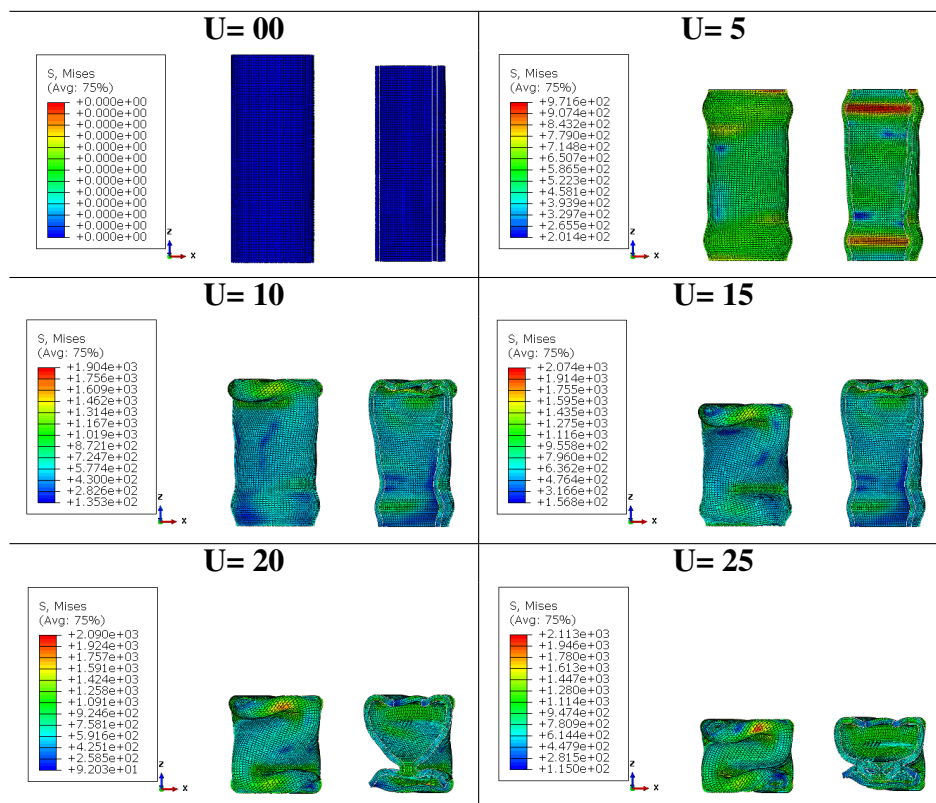 U= 00
S, Mises
(Avg: 75%)
+0.000e+00
+0.000e+00
+0.000e+00
+0.000e+00
+0.000e+00
+0.000e+00
+0.000e+00
+0.000e+00
+0.000e+00
+0.000e+00
+0.000e+00
+0.000e+00
+0.000e+00
z
x
U= 5
S, Mises
(Avg: 75%)
+9.716e+02
+9.074e+02
+8.432e+02
+7.790e+02
+7.148e+02
+6.507e+02
+5.865e+02
+5.223e+02
+4.581e+02
+3.939e+02
+3.297e+02
+2.655e+02
+2.014e+02
z
x
U= 10
S, Mises
(Avg: 75%)
+1.904e+03
+1.756e+03
+1.609e+03
+1.462e+03
+1.314e+03
+1.167e+03
+1.019e+03
+8.721e+02
+7.247e+02
+5.774e+02
+4.300e+02
+2.826e+02
+1.353e+02
z
x
U= 15
S, Mises
(Avg: 75%)
+2.074e+03
+1.914e+03
+1.755e+03
+1.595e+03
+1.435e+03
+1.275e+03
+1.116e+03
+9.558e+02
+7.960e+02
+6.362e+02
+4.764e+02
+3.166e+02
+1.568e+02
z
x
U= 20
S, Mises
(Avg: 75%)
+2.090e+03
+1.924e+03
+1.757e+03
+1.591e+03
+1.424e+03
+1.258e+03
+1.091e+03
+9.246e+02
+7.581e+02
+5.916e+02
+4.251e+02
+2.585e+02
+9.203e+01
z
x
U= 25
S, Mises
(Avg: 75%)
+2.113e+03
+1.946e+03
+1.780e+03
+1.613e+03
+1.447e+03
+1.280e+03
+1.114e+03
+9.474e+02
+7.809e+02
+6.144e+02
+4.479e+02
+2.815e+02
+1.150e+02
z
x